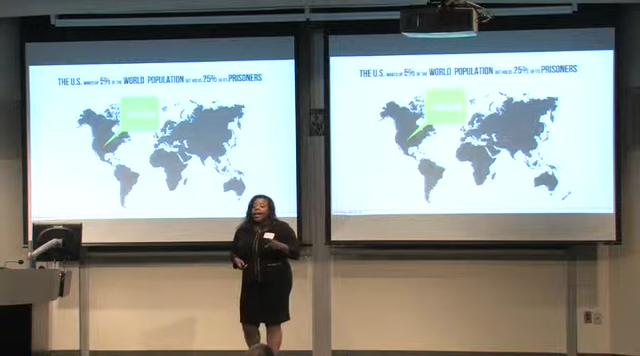 THE U.S. MAKES UP 5% OF THE WORLD POPULATION BUT HOLDS 25% OF ITS PRISONERS
THE U.S. MAKES UP 5% OF THE WORLD POPULATION BUT HOLDS 25% OF ITS PRISONERS